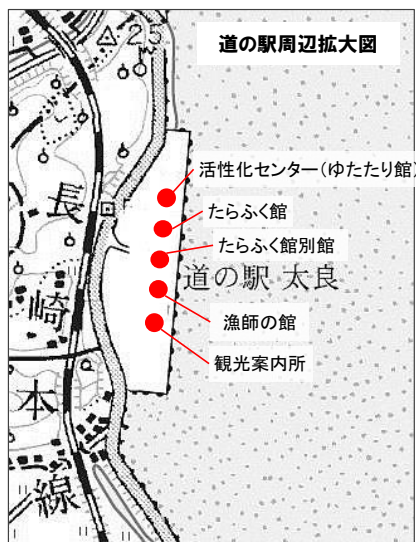 道の駅周辺拡大図
25
活性化センター(ゆたたり館)
たらふく館
たらふく館別館
道の駅 太良
漁師の館
観光案内所
長崎本線